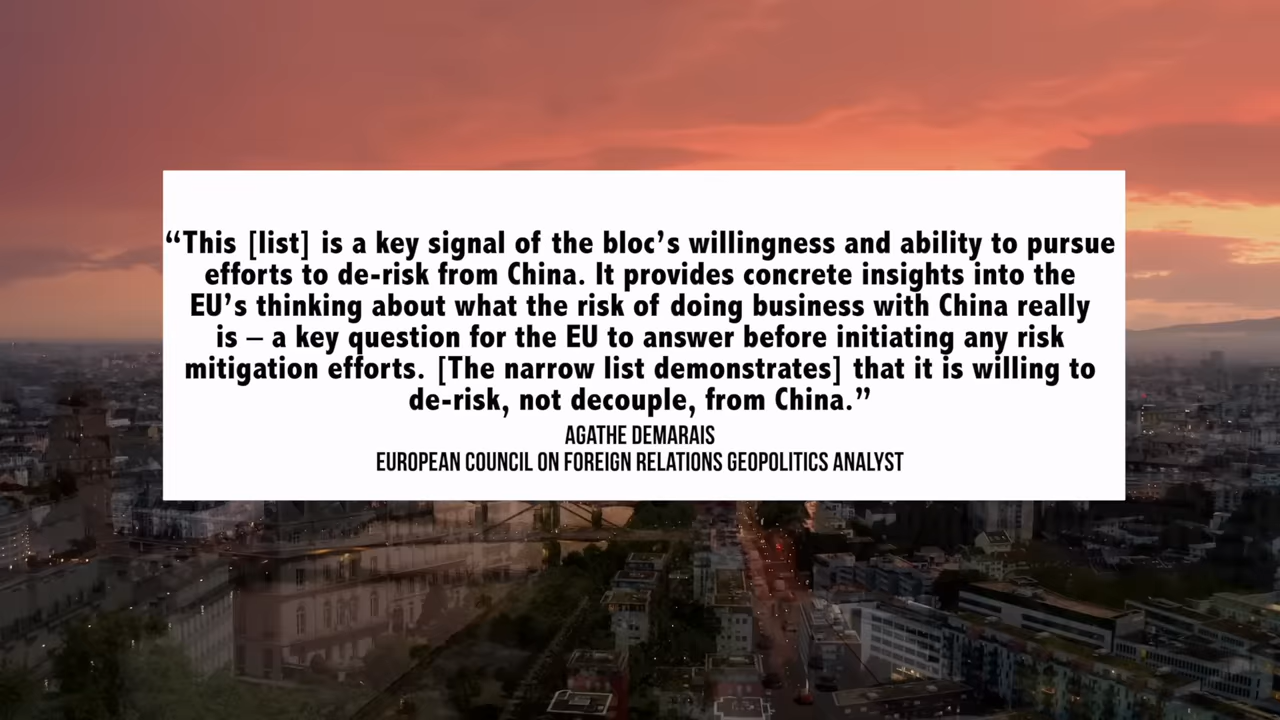 “This [list] is a key signal of the bloc’s willingness and ability to pursue
efforts to de-risk from China. It provides concrete insights into the
EU’s thinking about what the risk of doing business with China really
is – a key question for the EU to answer before initiating any risk
mitigation efforts. [The narrow list demonstrates] that it is willing to
de-risk, not decouple, from China.”
AGATHE DEMARAIS
EUROPEAN COUNCIL ON FOREIGN RELATIONS GEOPOLITICS ANALYST